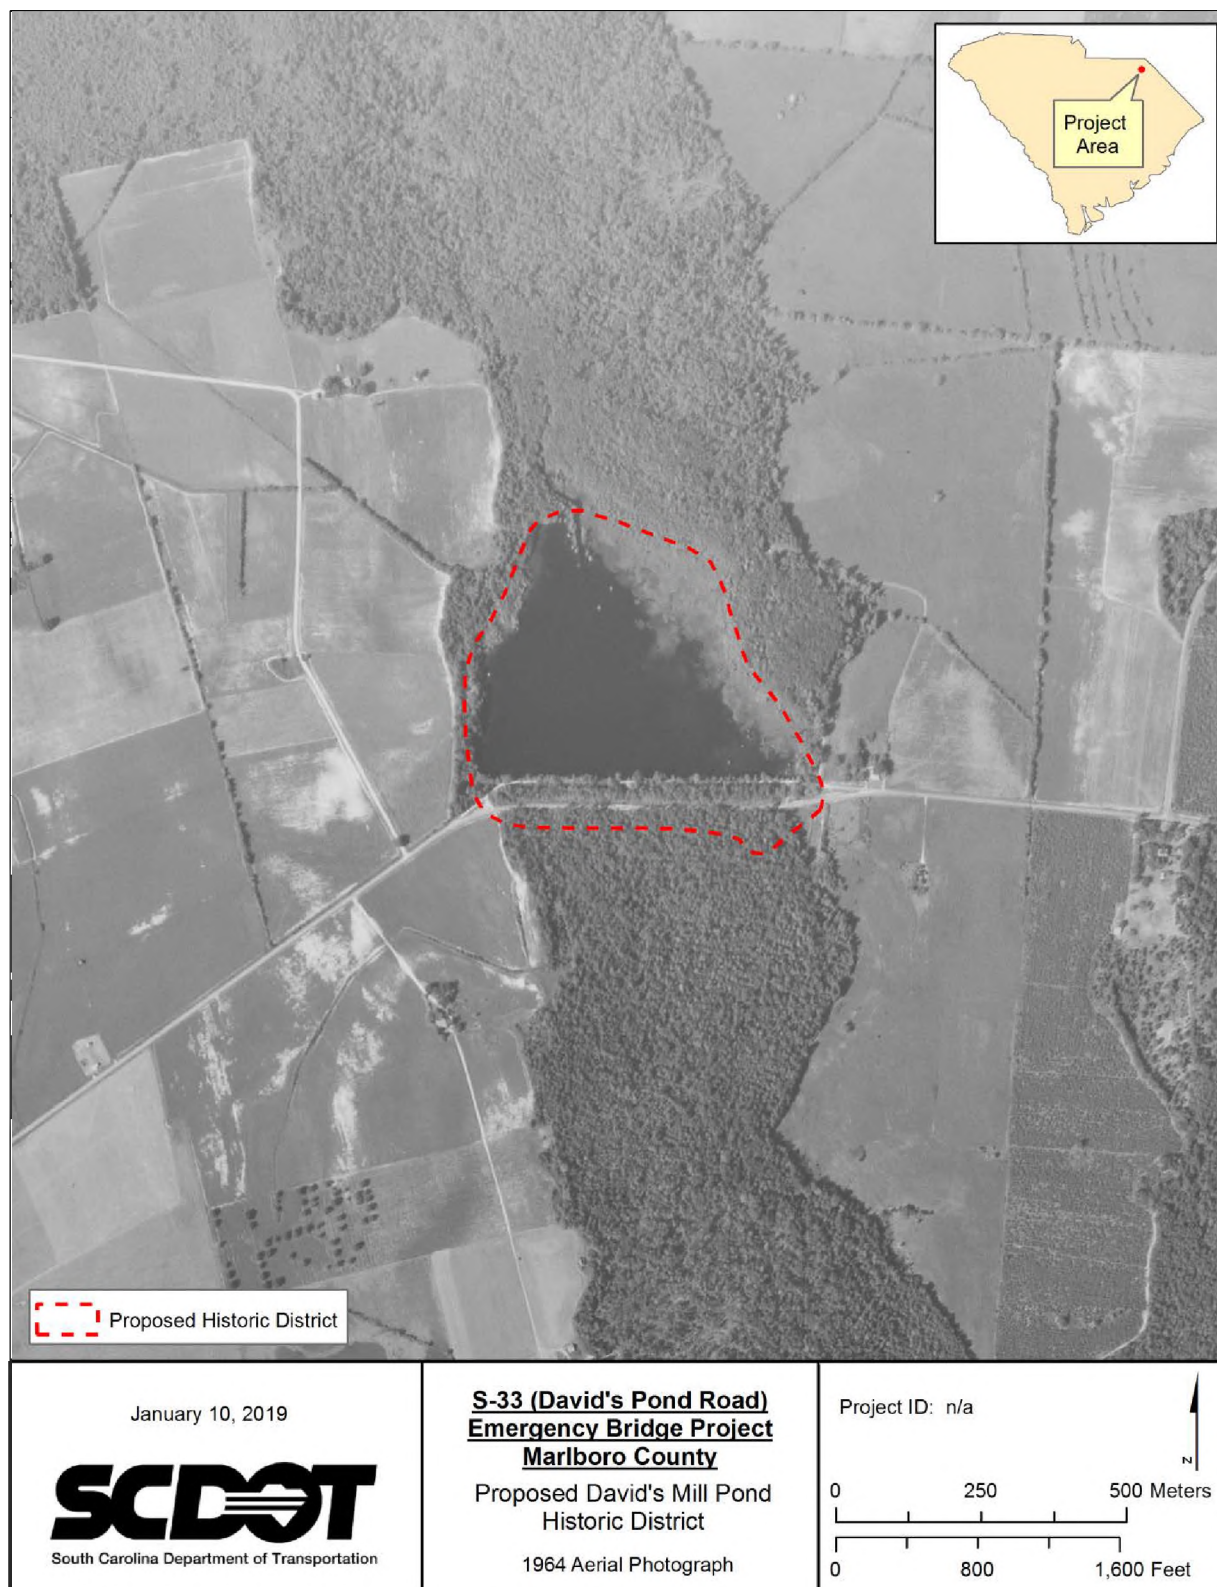 Project
Area
Proposed Historic District
January 10, 2019
SCDOT
South Carolina Department of Transportation
S-33 (David's Pond Road)
Emergency Bridge Project
Marlboro County
Proposed David's Mill Pond
Historic District
1964 Aerial Photograph
Project ID: n/a
N
0 250 500 Meters
0 800 1,600 Feet